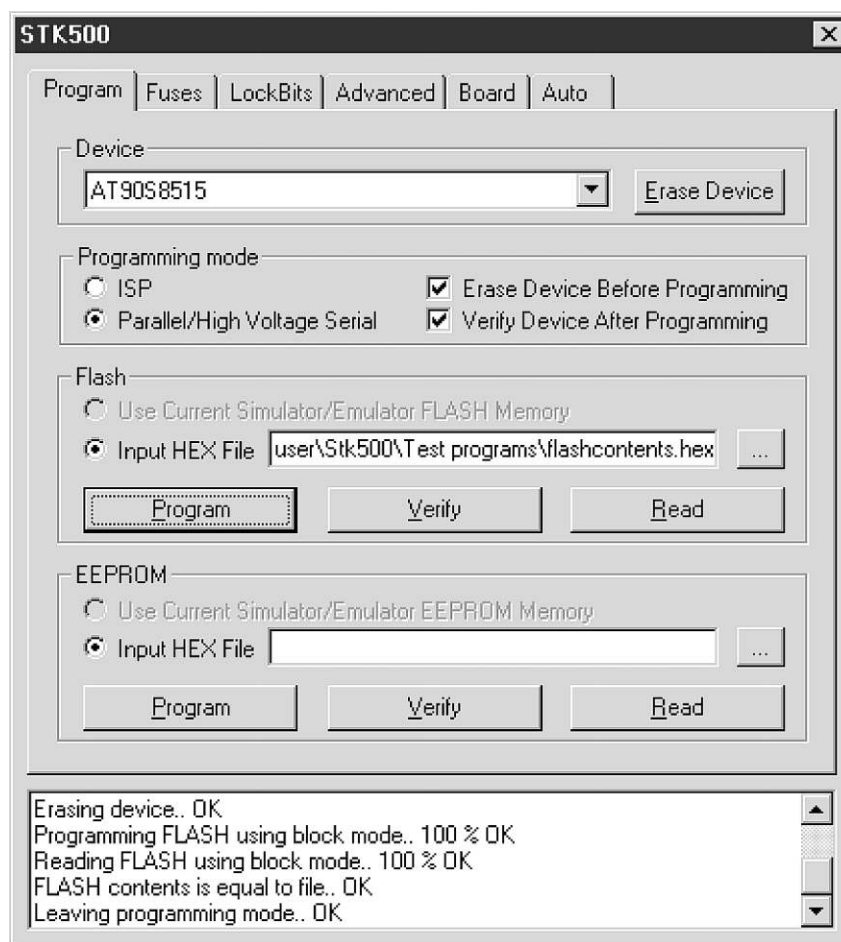 STK500
Program Fuses LockBits Advanced Board Auto
Device
AT90S8515 Erase Device
Programming mode
ISP Erase Device Before Programming
Parallel/High Voltage Serial Verify Device After Programming
Flash
Use Current Simulator/Emulator FLASH Memory
Input HEX File user\Stk500\Test programs\flashcontents.hex ...
Program Verify Read
EEPROM
Use Current Simulator/Emulator EEPROM Memory
Input HEX File ...
Program Verify Read
Erasing device.. OK
Programming FLASH using block mode.. 100 % OK
Reading FLASH using block mode.. 100 % OK
FLASH contents is equal to file.. OK
Leaving programming mode.. OK